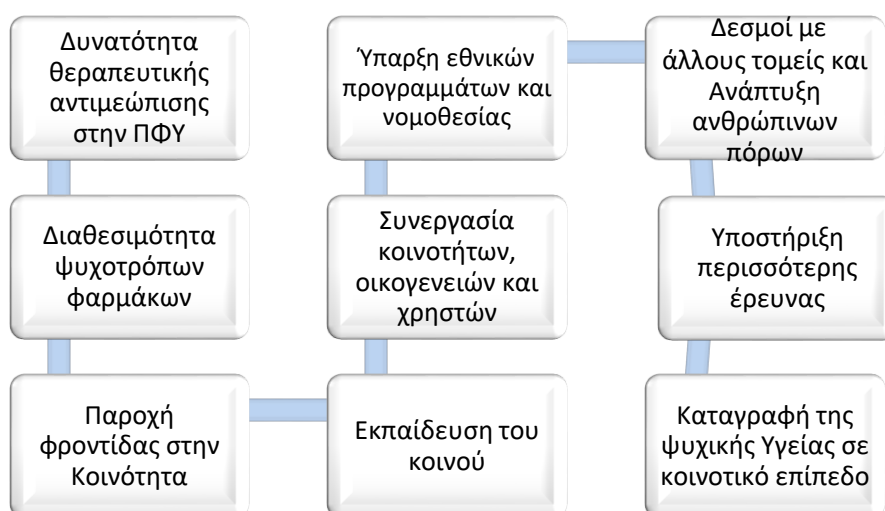 Δυνατότητα
θεραπευτικής
αντιμεώπισης
στην ΠΦΥ
Διαθεσιμότητα
ψυχοτρόπων
φαρμάκων
Παροχή
φροντίδας στην
Κοινότητα
Εκπαίδευση του
κοινού
Συνεργασία
κοινοτήτων,
οικογενειών και
χρηστών
Ύπαρξη εθνικών
προγραμμάτων και
νομοθεσίας
Δεσμοί με
άλλους τομείς και
Ανάπτυξη
ανθρώπινων
πόρων
Υποστήριξη
περισσότερης
έρευνας
Καταγραφή της
ψυχικής Υγείας σε
κοινοτικό επίπεδο